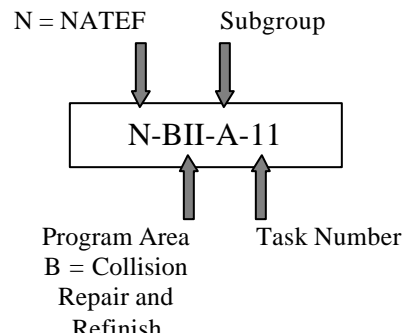 N = NATEF
Subgroup
N-BII-A-11
Program Area
B = Collision
Repair and
Refinish
Task Number